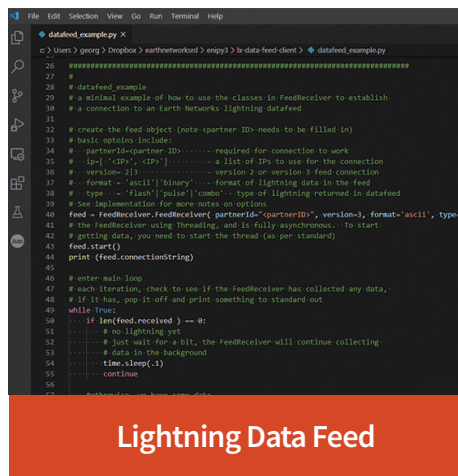 File Edit Selection View Go Run Terminal Help
datafeed_example.py ×
c: > Users > georg > Dropbox > earthnetworksrd > enipy3 > lx-data-feed-client > datafeed_example.py
26 ################################################################################
27 #
28 # datafeed_example
29 # a minimal example of how to use the classes in FeedReceiver to establish
30 # a connection to an Earth Networks lightning datafeed
31
32 # create the feed object (note <partner ID> needs to be filled in)
33 # basic optoins include:
34 # partnerId=<partner ID> - required for connection to work
35 # ip=[ '<IP>', <IP>'] - a list of IPs to use for the connection
36 # version= 2|3 - version 2 or version 3 feed connection
37 # format = 'ascii'|'binary' - format of lightning data in the feed
38 # type = 'flash'|'pulse'|'combo' - type of lightning returned in datafeed
39 # See implementation for more notes on options
40 feed = FeedReceiver.FeedReceiver( partnerId="<partnerID>", version=3, format='ascii', type=
41 # the FeedReceiver using Threading, and is fully asynchronous. To start
42 # getting data, you need to start the thread (as per standard)
43 feed.start()
44 print (feed.connectionString)
45
46 # enter main loop
47 # each iteration, check to see if the FeedReceiver has collected any data,
48 # if it has, pop it off and print something to standard out
49 while True:
50 if len(feed.received ) == 0:
51 # no lightning yet
52 # just wait for a bit, the FeedReceiver will continue collecting
53 # data in the background
54 time.sleep(.1)
55 continue
56
Lightning Data Feed